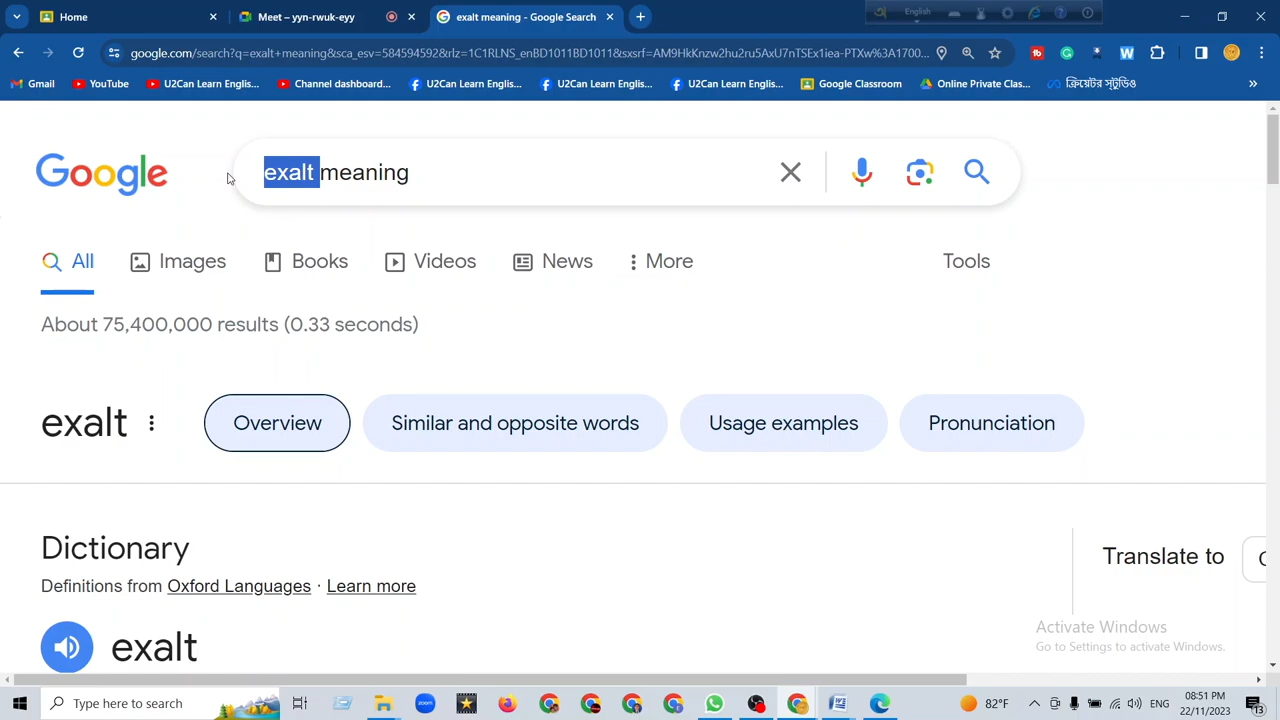 Home
Meet – yyn-rwuk-eyy
exalt meaning - Google Search
English
google.com/search?q=exalt+meaning&sca_esv=584594592&rlz=1C1RLNS_enBD1011BD1011&sxsrf=AM9HkKnzw2hu2ru5AxU7nTSEx1iea-PTXw%3A1700...
Gmail
YouTube
U2Can Learn Englis...
Channel dashboard...
U2Can Learn Englis...
U2Can Learn Englis...
U2Can Learn Englis...
Google Classroom
Online Private Clas...
ক্রিয়েটর স্টুডিও
Google
exalt meaning
All
Images
Books
Videos
News
More
Tools
About 75,400,000 results (0.33 seconds)
exalt
Overview
Similar and opposite words
Usage examples
Pronunciation
Dictionary
Definitions from Oxford Languages · Learn more
Translate to
exalt
Activate Windows
Go to Settings to activate Windows.
Type here to search
zoom
82°F
ENG
08:51 PM
22/11/2023
13